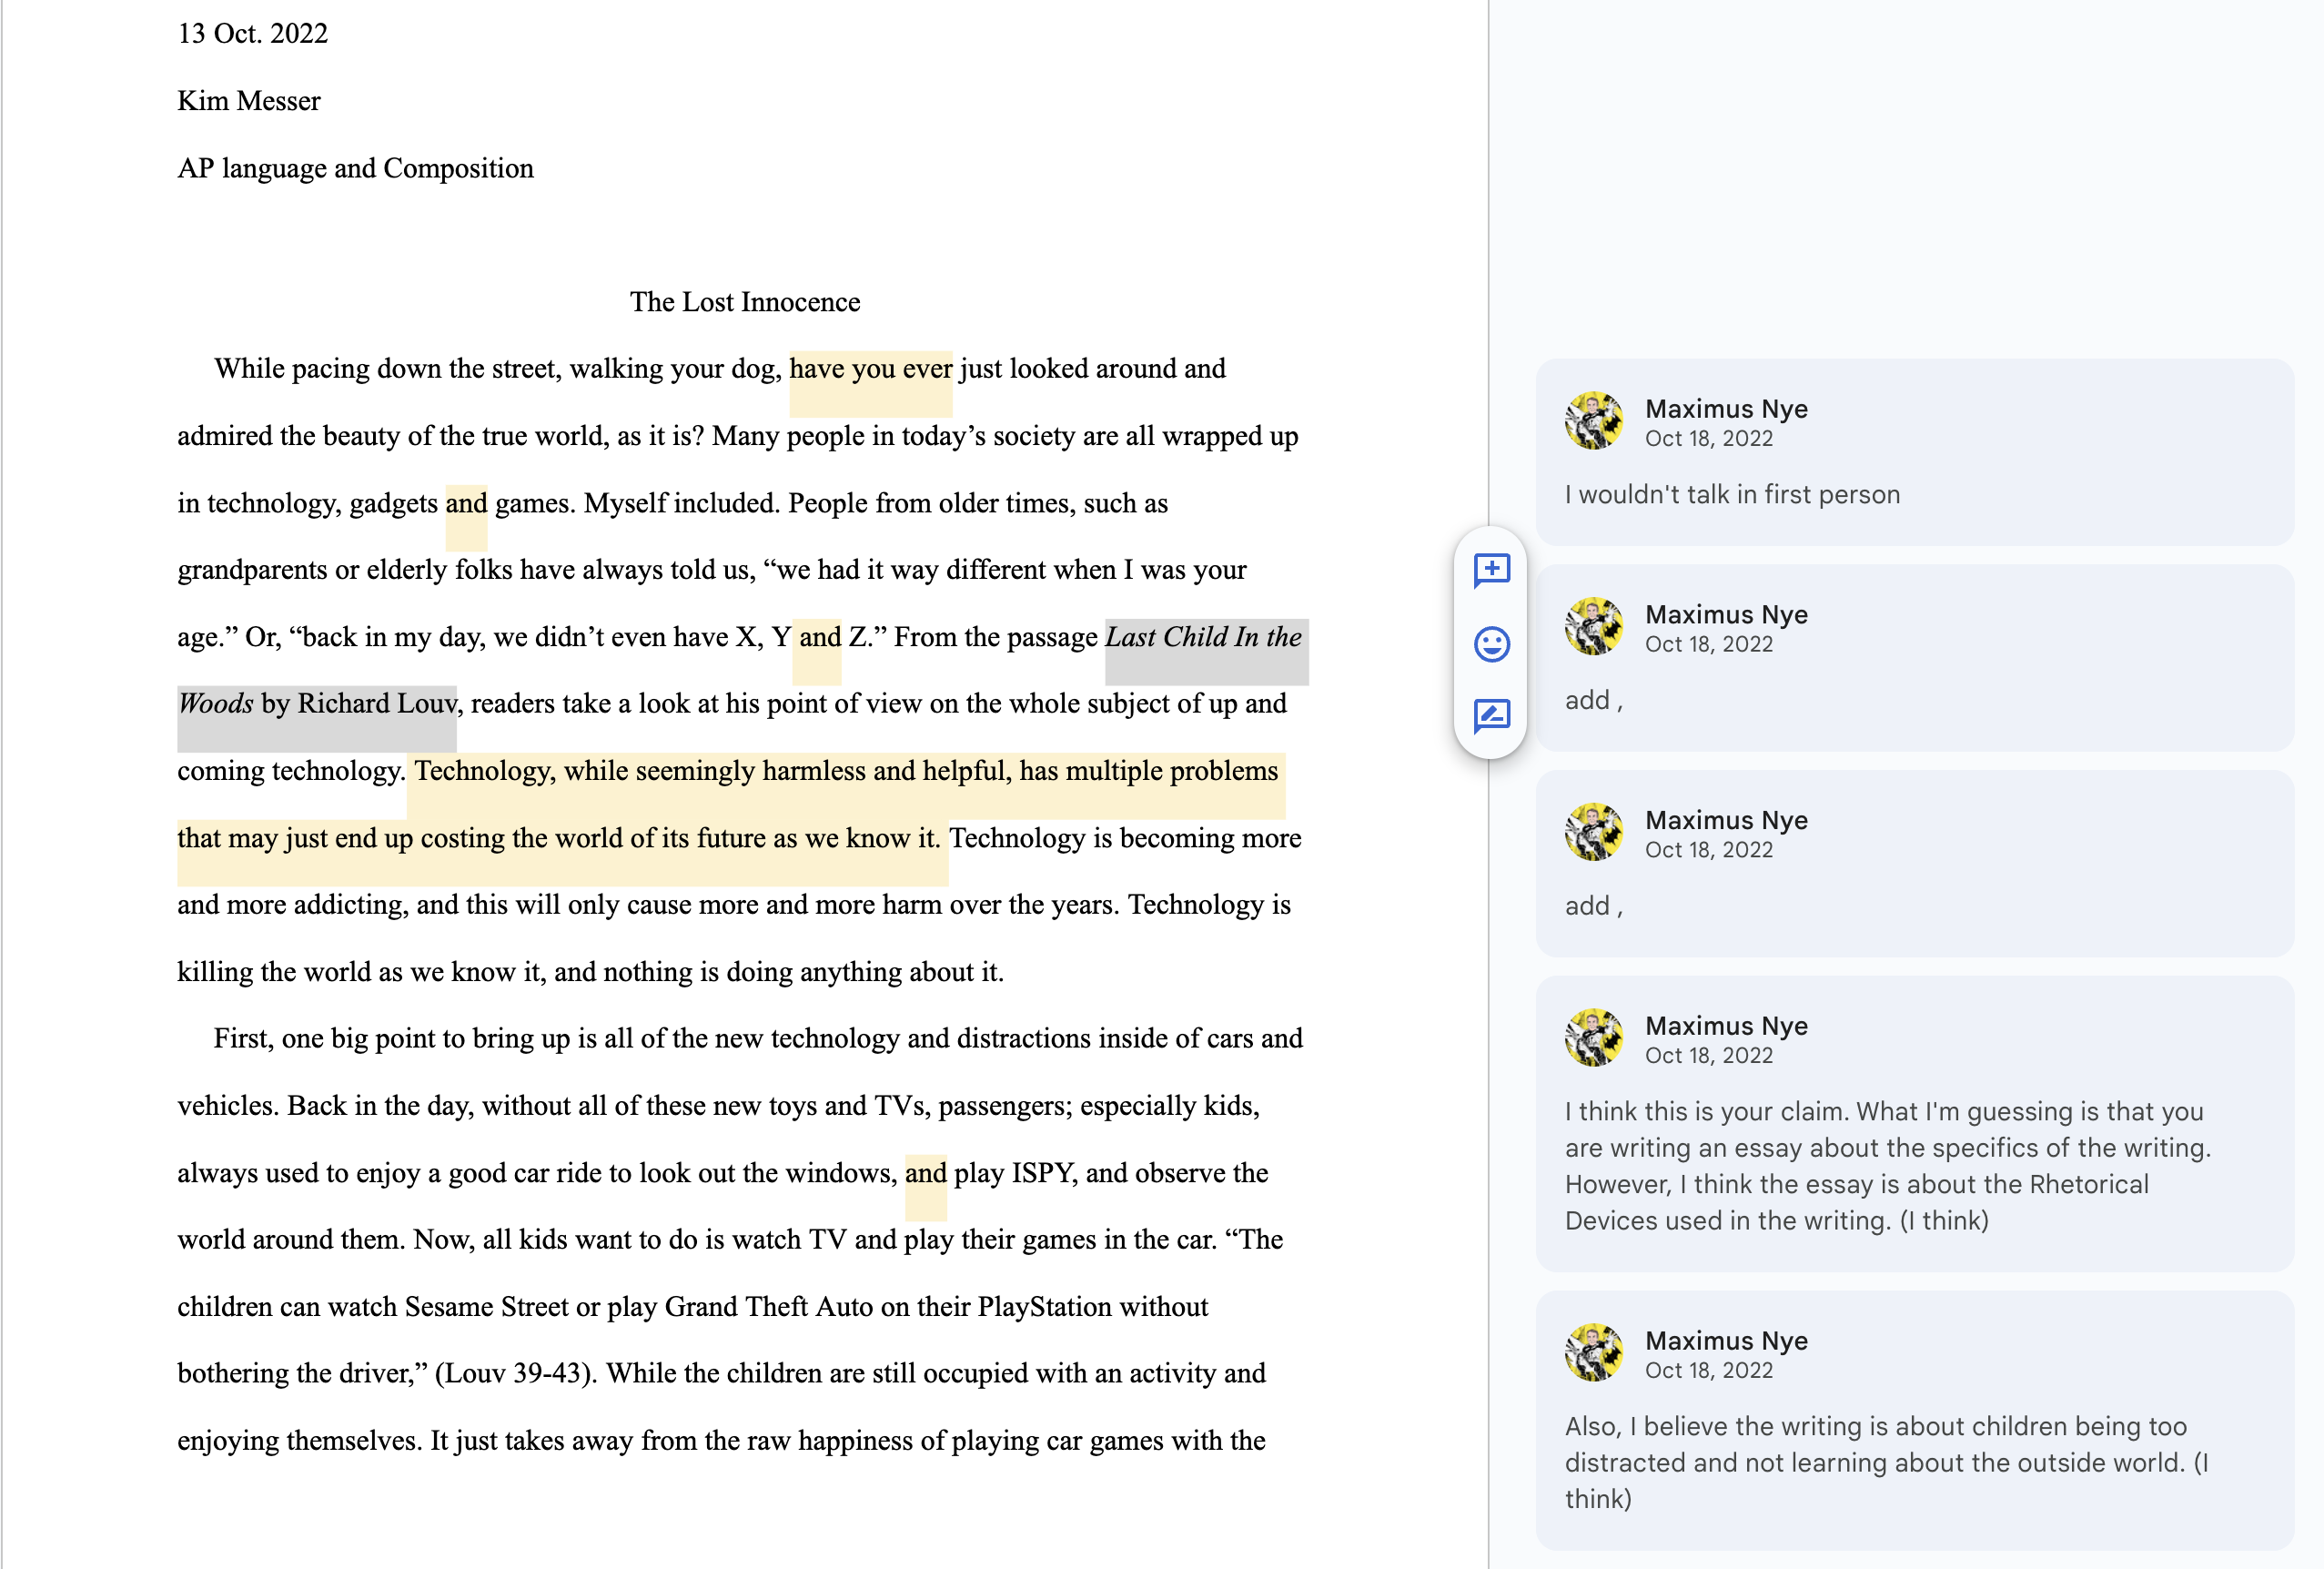 13 Oct. 2022
Kim Messer
AP language and Composition
The Lost Innocence
While pacing down the street, walking your dog, have you ever just looked around and
admired the beauty of the true world, as it is? Many people in today’s society are all wrapped up
in technology, gadgets and games. Myself included. People from older times, such as
grandparents or elderly folks have always told us, “we had it way different when I was your
age.” Or, “back in my day, we didn’t even have X, Y and Z.” From the passage Last Child In the
Woods by Richard Louv, readers take a look at his point of view on the whole subject of up and
coming technology. Technology, while seemingly harmless and helpful, has multiple problems
that may just end up costing the world of its future as we know it. Technology is becoming more
and more addicting, and this will only cause more and more harm over the years. Technology is
killing the world as we know it, and nothing is doing anything about it.
First, one big point to bring up is all of the new technology and distractions inside of cars and
vehicles. Back in the day, without all of these new toys and TVs, passengers; especially kids,
always used to enjoy a good car ride to look out the windows, and play ISPY, and observe the
world around them. Now, all kids want to do is watch TV and play their games in the car. “The
children can watch Sesame Street or play Grand Theft Auto on their PlayStation without
bothering the driver,” (Louv 39-43). While the children are still occupied with an activity and
enjoying themselves. It just takes away from the raw happiness of playing car games with the
Maximus Nye
Oct 18, 2022
I wouldn't talk in first person
Maximus Nye
Oct 18, 2022
add ,
Maximus Nye
Oct 18, 2022
add ,
Maximus Nye
Oct 18, 2022
I think this is your claim. What I'm guessing is that you
are writing an essay about the specifics of the writing.
However, I think the essay is about the Rhetorical
Devices used in the writing. (I think)
Maximus Nye
Oct 18, 2022
Also, I believe the writing is about children being too
distracted and not learning about the outside world. (I
think)